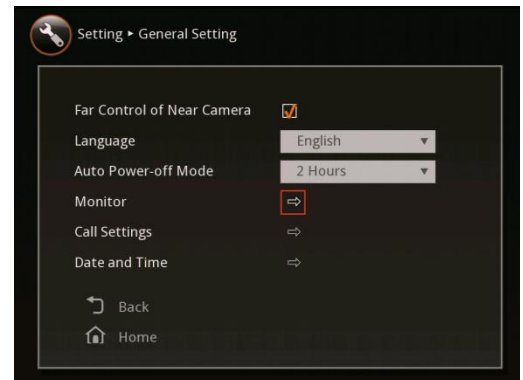 Setting ▸ General Setting
Far Control of Near Camera
Language English
Auto Power-off Mode 2 Hours
Monitor
Call Settings
Date and Time
Back
Home